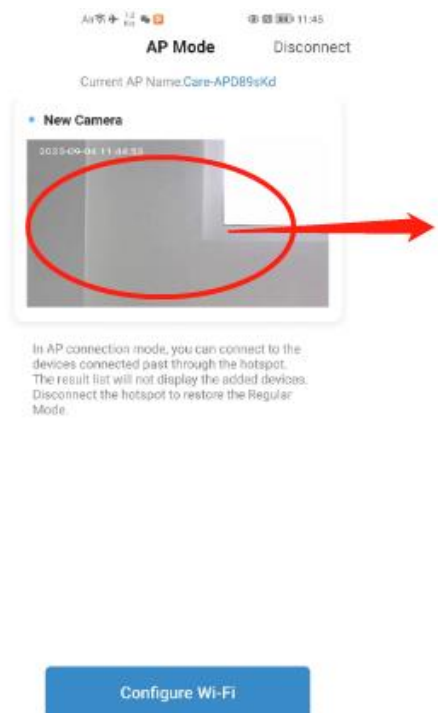 11:45
AP Mode
Disconnect
Current AP Name:Care-APD89sKd
New Camera
2023-09-04 11:44:53
In AP connection mode, you can connect to the
devices connected past through the hotspot.
The result list will not display the added devices.
Disconnect the hotspot to restore the Regular
Mode.
Configure Wi-Fi